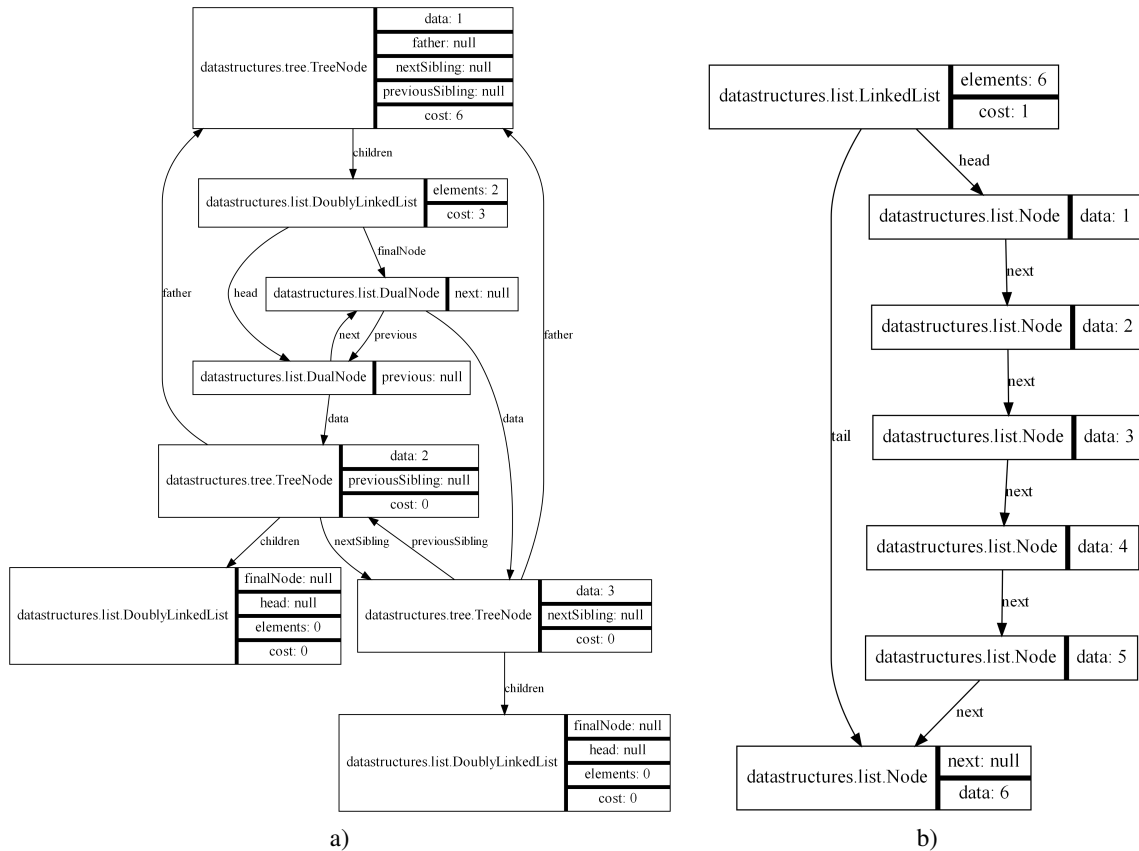 datastructures.tree.TreeNode
data: 1
father: null
nextSibling: null
previousSibling: null
cost: 6
children
datastructures.list.DoublyLinkedList
elements: 2
cost: 3
finalNode
head
datastructures.list.DualNode
next: null
next
previous
datastructures.list.DualNode
previous: null
father
data
data
father
datastructures.tree.TreeNode
data: 2
previousSibling: null
cost: 0
children
nextSibling
previousSibling
datastructures.list.DoublyLinkedList
finalNode: null
head: null
elements: 0
cost: 0
datastructures.tree.TreeNode
data: 3
nextSibling: null
cost: 0
children
datastructures.list.DoublyLinkedList
finalNode: null
head: null
elements: 0
cost: 0
a)
datastructures.list.LinkedList
elements: 6
cost: 1
head
datastructures.list.Node
data: 1
next
datastructures.list.Node
data: 2
next
datastructures.list.Node
data: 3
tail
next
datastructures.list.Node
data: 4
next
datastructures.list.Node
data: 5
next
datastructures.list.Node
next: null
data: 6
b)